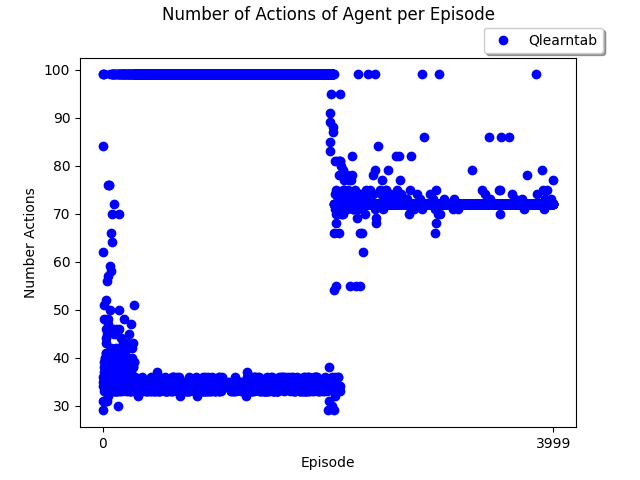 Number of Actions of Agent per Episode
Qlearntab
100
90
80
70
60
50
40
30
Number Actions
0
3999
Episode